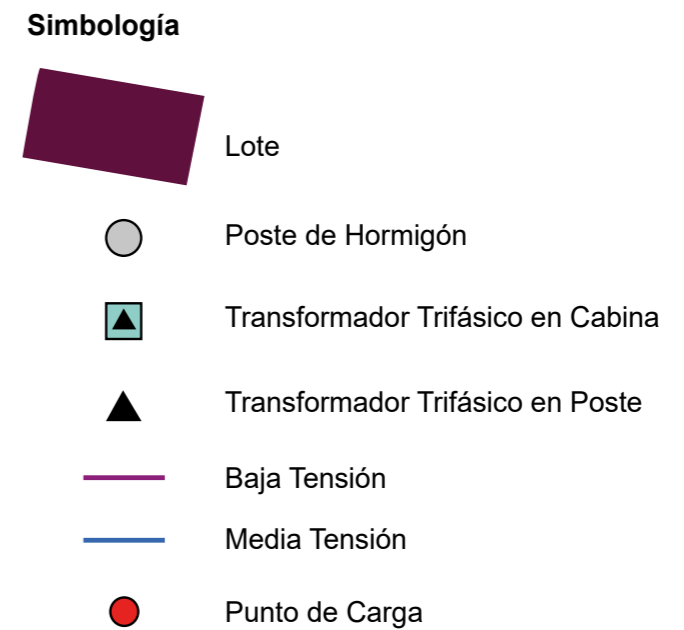 Simbología
Lote
Poste de Hormigón
Transformador Trifásico en Cabina
Transformador Trifásico en Poste
Baja Tensión
Media Tensión
Punto de Carga